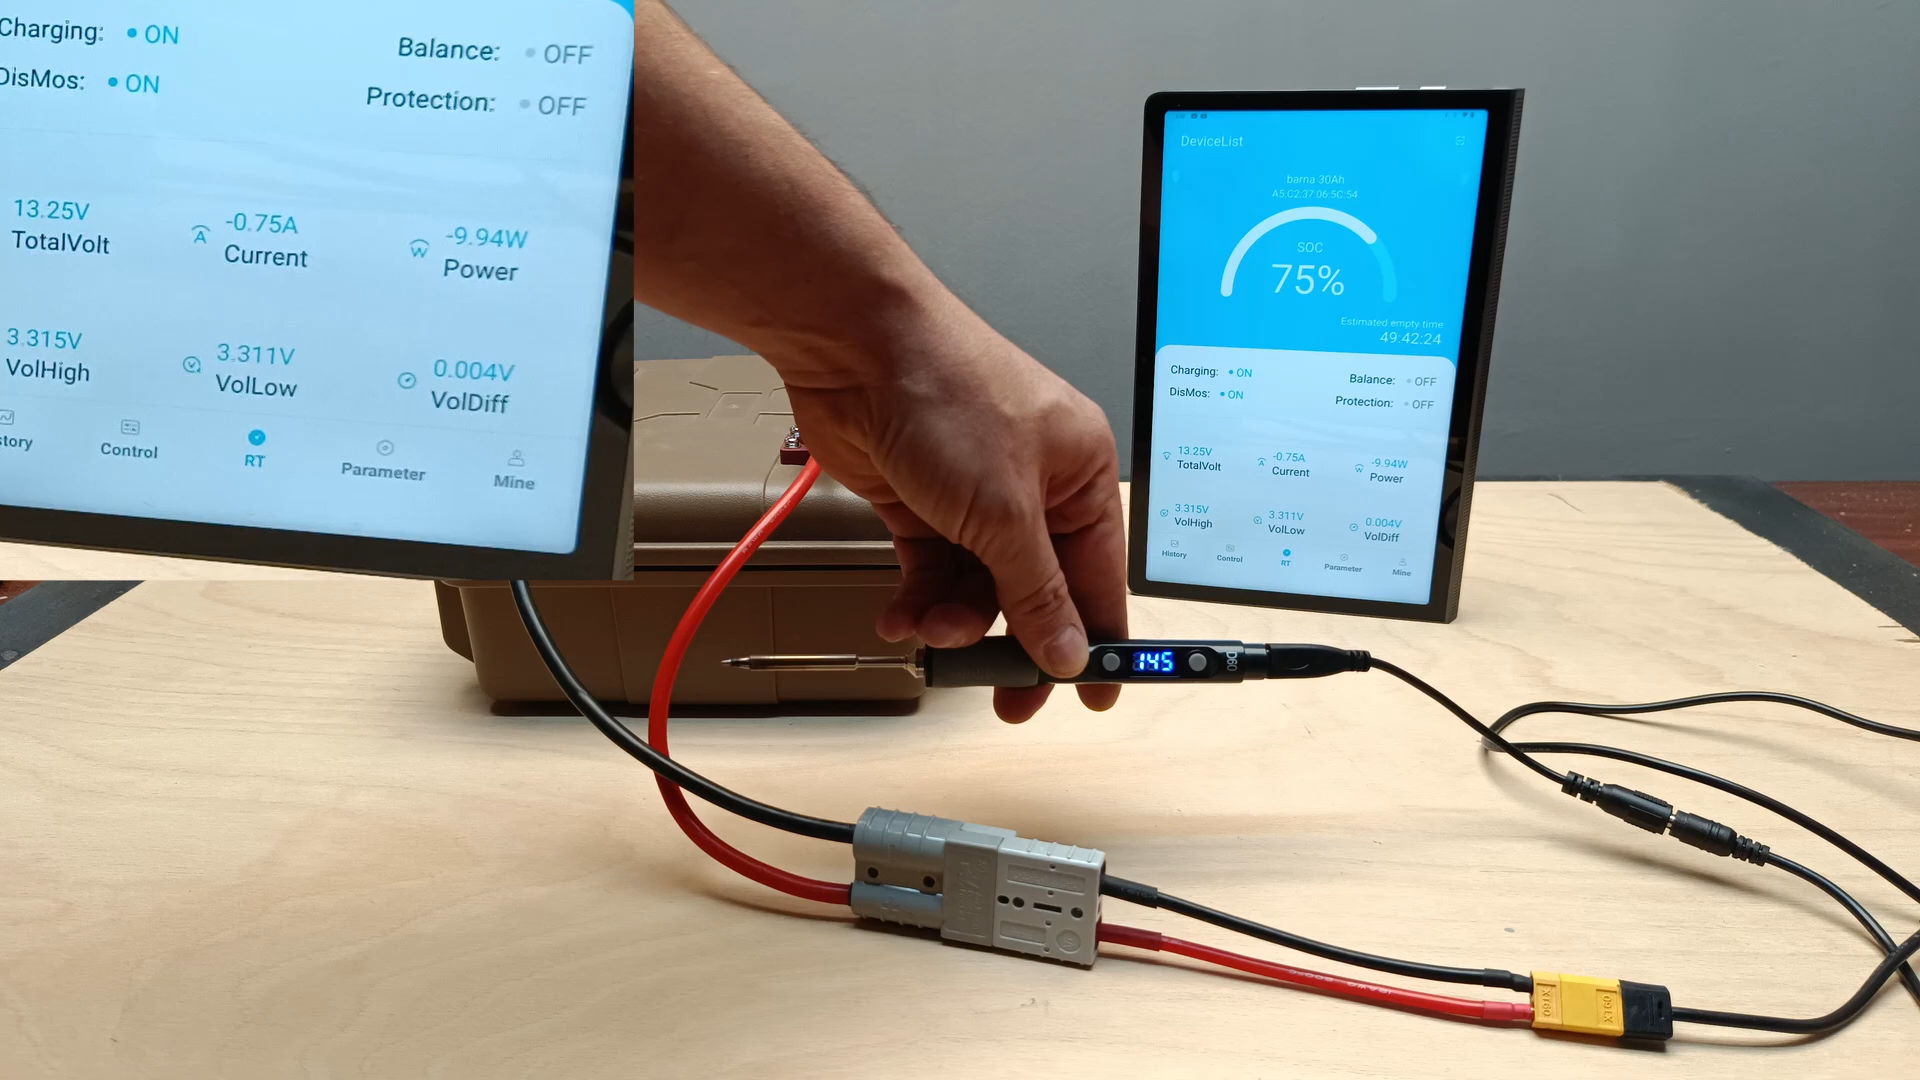 Charging: ON
Balance: OFF
DisMos: ON
Protection: OFF
13.25V
TotalVolt
-0.75A
Current
-9.94W
Power
3.315V
VolHigh
3.311V
VolLow
0.004V
VolDiff
story
Control
RT
Parameter
Mine
DeviceList
barna 30Ah
A5:C2:37:06:5C:54
SOC
75%
Estimated empty time
49:42:24
Charging: ON
Balance: OFF
DisMos: ON
Protection: OFF
13.25V
TotalVolt
-0.75A
Current
-9.94W
Power
3.315V
VolHigh
3.311V
VolLow
0.004V
VolDiff
History
Control
RT
Parameter
Mine
145
D60
XT60
XT60